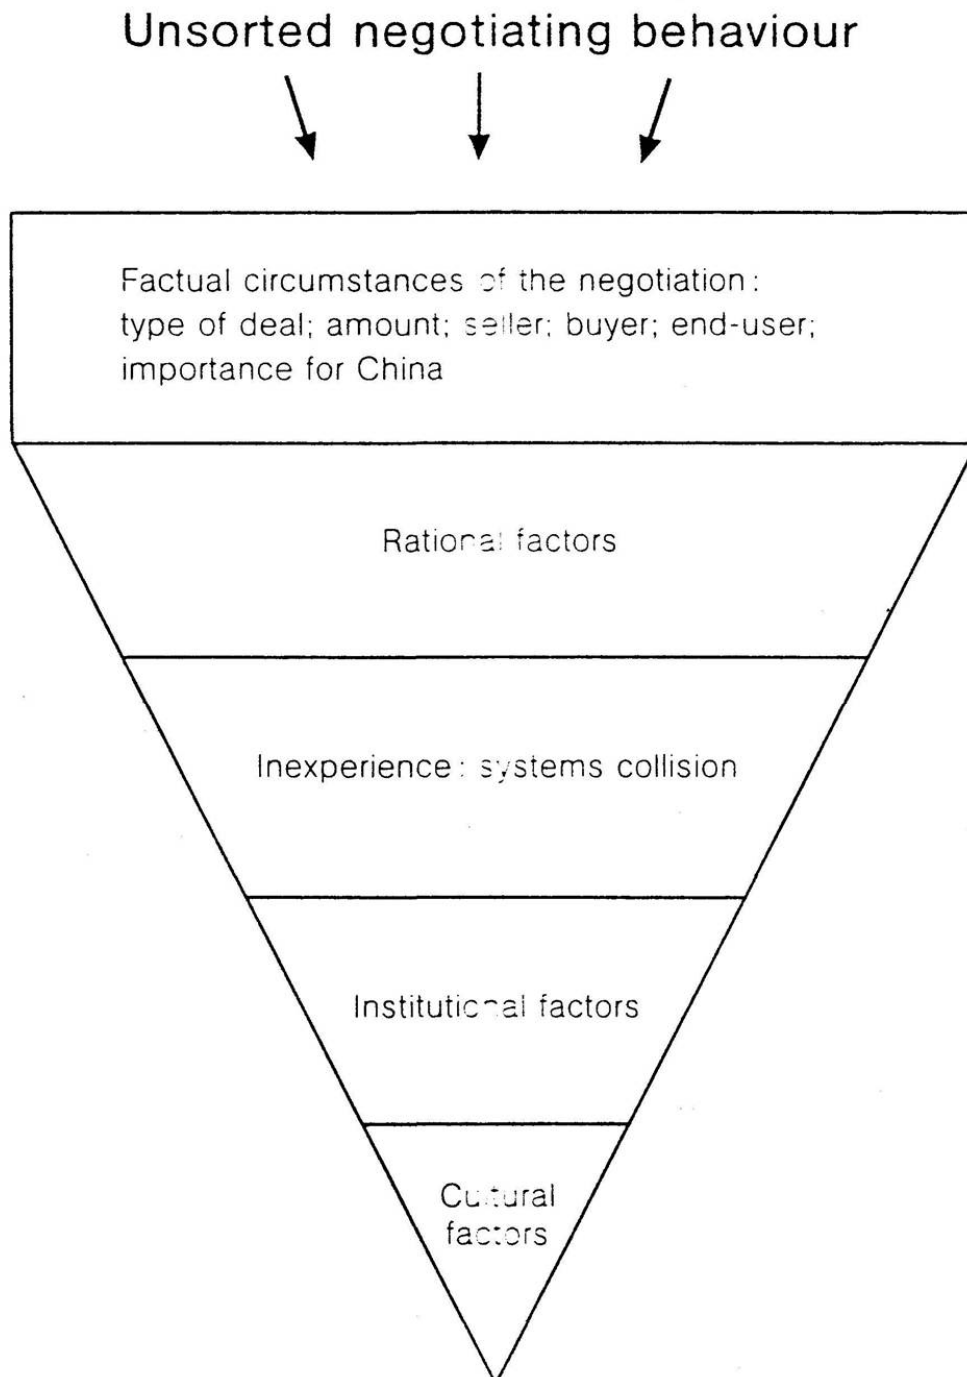 Unsorted negotiating behaviour
Factual circumstances of the negotiation:
type of deal; amount; seller; buyer; end-user;
importance for China
Rational factors
Inexperience: systems collision
Institutional factors
Cultural
factors